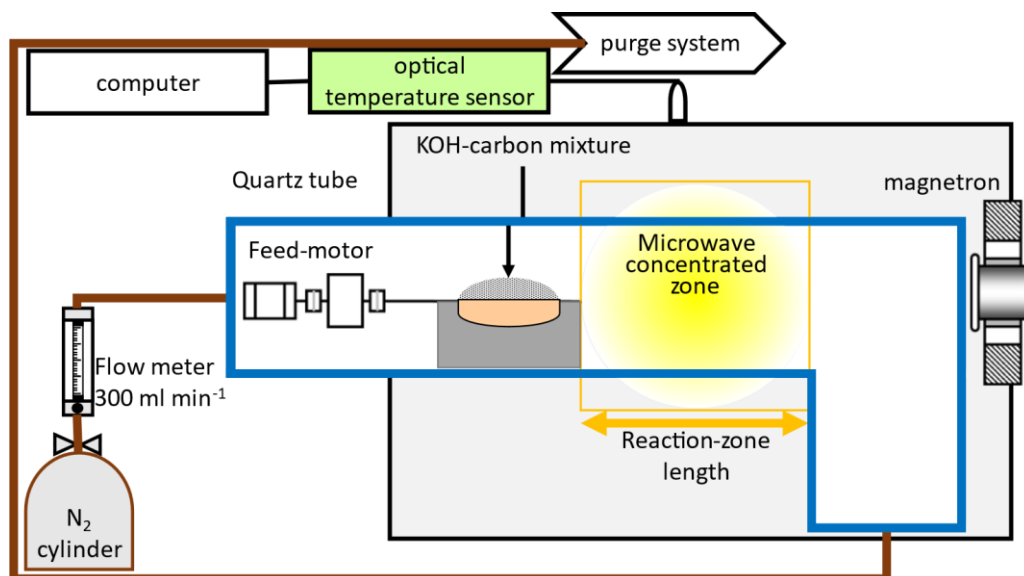 purge system
computer
optical
temperature sensor
KOH-carbon mixture
Quartz tube
magnetron
Feed-motor
Microwave
concentrated
zone
Flow meter
300 ml min⁻¹
Reaction-zone
length
N₂
cylinder